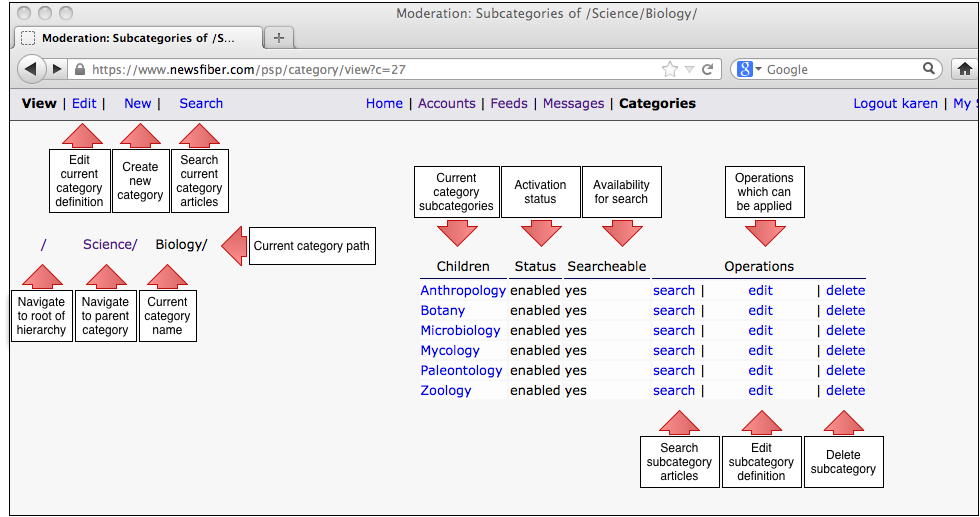 Moderation: Subcategories of /Science/Biology/
Moderation: Subcategories of /S...
https://www.newsfiber.com/psp/category/view?c=27
Google
View | Edit | New | Search
Home | Accounts | Feeds | Messages | Categories
Logout karen | My
Edit
current
category
definition
Create
new
category
Search
current
category
articles
/ Science/ Biology/
Current category path
Navigate
to root of
hierarchy
Navigate
to parent
category
Current
category
name
Current
category
subcategories
Activation
status
Availability
for search
Operations
which can
be applied
Children Status Searcheable Operations
Anthropology enabled yes search | edit | delete
Botany enabled yes search | edit | delete
Microbiology enabled yes search | edit | delete
Mycology enabled yes search | edit | delete
Paleontology enabled yes search | edit | delete
Zoology enabled yes search | edit | delete
Search
subcategory
articles
Edit
subcategory
definition
Delete
subcategory